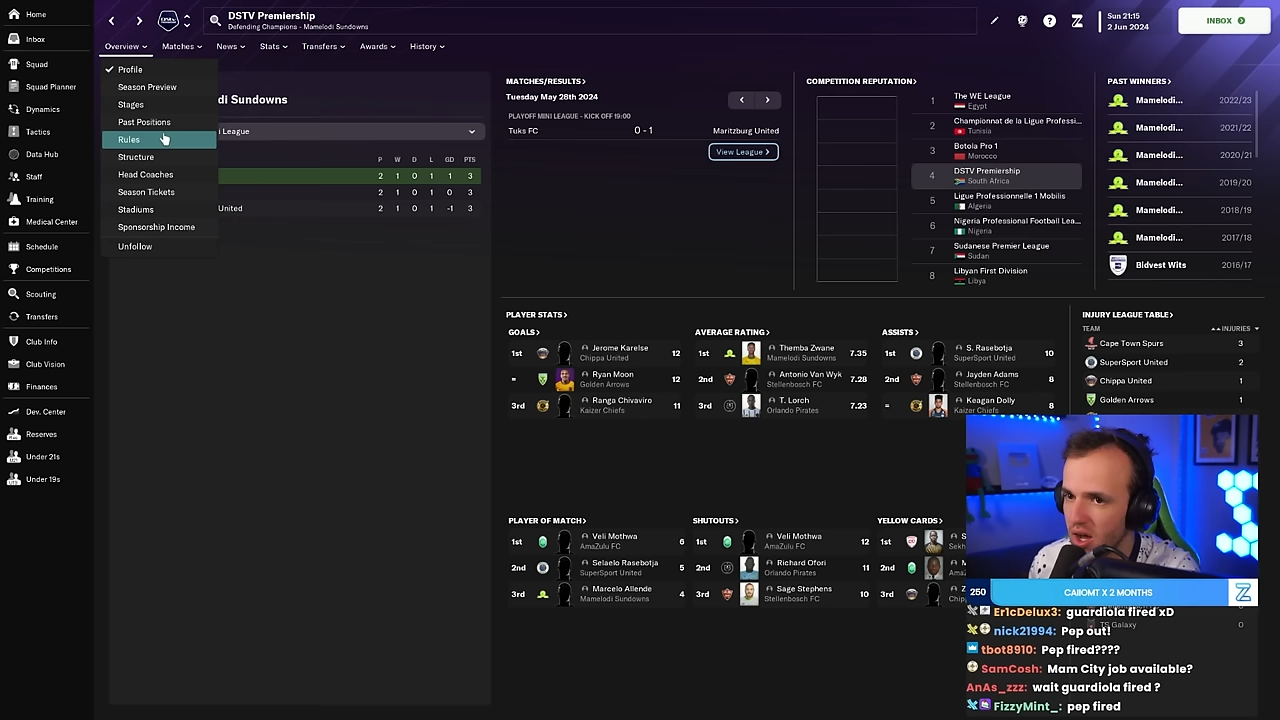 Home
Inbox
Squad
Squad Planner
Dynamics
Tactics
Data Hub
Staff
Training
Medical Center
Schedule
Competitions
Scouting
Transfers
Club Info
Club Vision
Finances
Dev. Center
Reserves
Under 21s
Under 19s
DSTV Premiership
Defending Champions - Mamelodi Sundowns
Sun 21:15
2 Jun 2024
INBOX
Overview
Matches
News
Stats
Transfers
Awards
History
Profile
Season Preview
Stages
Past Positions
Rules
Structure
Head Coaches
Season Tickets
Stadiums
Sponsorship Income
Unfollow
di Sundowns
i League
P W D L GD PTS
2 1 0 1 1 3
2 1 0 1 0 3
United 2 1 0 1 -1 3
MATCHES/RESULTS
Tuesday May 28th 2024
PLAYOFF MINI LEAGUE - KICK OFF 19:00
Tuks FC 0 - 1 Maritzburg United
View League
COMPETITION REPUTATION
1 The WE League
Egypt
2 Championnat de la Ligue Professi...
Tunisia
3 Botola Pro 1
Morocco
4 DSTV Premiership
South Africa
5 Ligue Professionnelle 1 Mobilis
Algeria
6 Nigeria Professional Football Lea...
Nigeria
7 Sudanese Premier League
Sudan
8 Libyan First Division
Libya
PAST WINNERS
Mamelodi... 2022/23
Mamelodi... 2021/22
Mamelodi... 2020/21
Mamelodi... 2019/20
Mamelodi... 2018/19
Mamelodi... 2017/18
Bidvest Wits 2016/17
PLAYER STATS
GOALS
1st Jerome Karelse 12
Chippa United
= Ryan Moon 12
Golden Arrows
3rd Ranga Chivaviro 11
Kaizer Chiefs
AVERAGE RATING
1st Themba Zwane 7.35
Mamelodi Sundowns
2nd Antonio Van Wyk 7.28
Stellenbosch FC
3rd T. Lorch 7.23
Orlando Pirates
ASSISTS
1st S. Rasebotja 10
SuperSport United
2nd Jayden Adams 8
Stellenbosch FC
= Keagan Dolly 8
Kaizer Chiefs
INJURY LEAGUE TABLE
TEAM INJURIES
Cape Town Spurs 3
SuperSport United 2
Chippa United 1
Golden Arrows 1
PLAYER OF MATCH
1st Veli Mothwa 6
AmaZulu FC
2nd Selaelo Rasebotja 5
SuperSport United
3rd Marcelo Allende 4
Mamelodi Sundowns
SHUTOUTS
1st Veli Mothwa 12
AmaZulu FC
2nd Richard Ofori 11
Orlando Pirates
3rd Sage Stephens 10
Stellenbosch FC
YELLOW CARDS
1st S
Sekh
2nd M
Ama
3rd Z
Chip
TS Galaxy 0
250 CAIIOMT X 2 MONTHS
Er1cDelux3: guardiola fired xD
nick21994: Pep out!
tbot8910: Pep fired????
SamCosh: Mam City job available?
AnAs_zzz: wait guardiola fired ?
FizzyMint_: pep fired